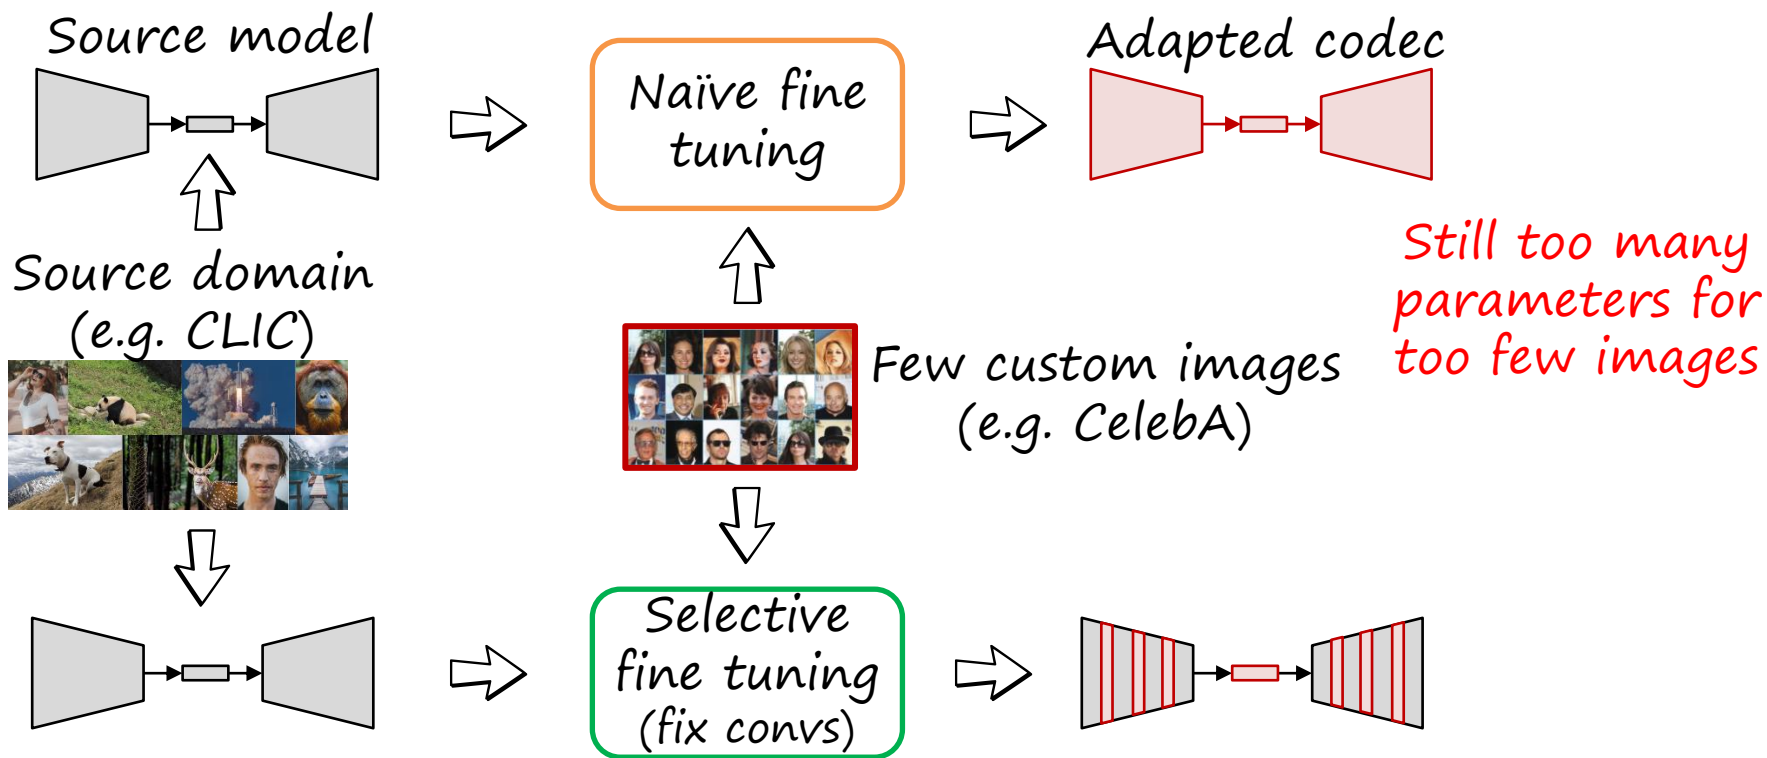 Source model
Naïve fine
tuning
Adapted codec
Source domain
(e.g. CLIC)
Few custom images
(e.g. CelebA)
Still too many
parameters for
too few images
Selective
fine tuning
(fix convs)